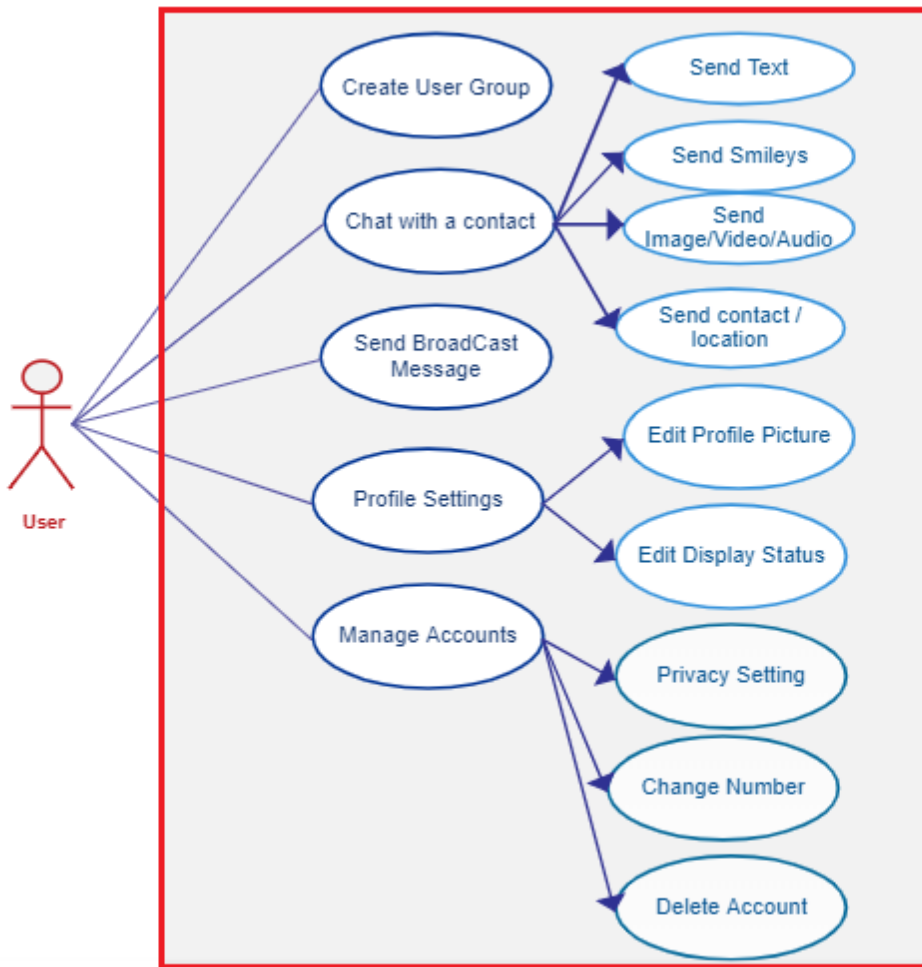 Create User Group
Send Text
Send Smileys
Chat with a contact
Send
Image/Video/Audio
Send contact /
location
Send BroadCast
Message
Edit Profile Picture
User
Profile Settings
Edit Display Status
Manage Accounts
Privacy Setting
Change Number
Delete Account